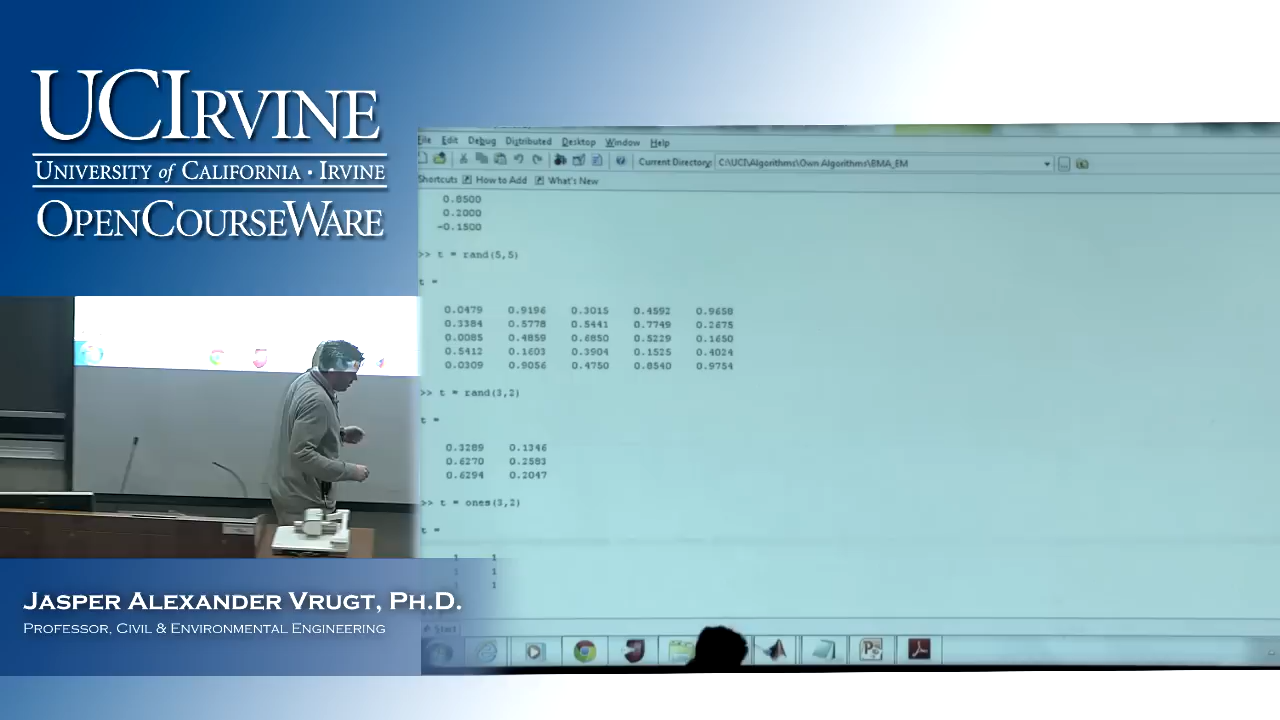 UCIRVINE
UNIVERSITY of CALIFORNIA · IRVINE
OPENCOURSEWARE
File Edit Debug Distributed Desktop Window Help
Current Directory: C:\UCI\Algorithms\Own Algorithms\BMA_EM
Shortcuts How to Add What's New
0.8500
0.2000
-0.1500
>> t = rand(5,5)
t =
0.0479 0.9196 0.3015 0.4592 0.9658
0.3384 0.5778 0.5441 0.7749 0.2675
0.0085 0.4859 0.6850 0.5229 0.1650
0.5412 0.1603 0.3904 0.1525 0.4024
0.0309 0.9056 0.4750 0.8540 0.9754
>> t = rand(3,2)
t =
0.3289 0.1346
0.6270 0.2583
0.6294 0.2047
>> t = ones(3,2)
t =
1 1
1 1
1 1
Start
JASPER ALEXANDER VRUGT, PH.D.
PROFESSOR, CIVIL & ENVIRONMENTAL ENGINEERING